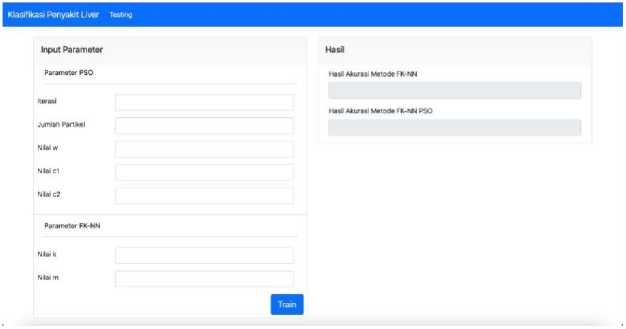 Klasifikasi Penyakit Liver Testing
Input Parameter
Parameter PSO
Iterasi
Jumlah Partikel
Nilai w
Nilai c1
Nilai c2
Parameter FK-NN
Nilai k
Nilai m
Train
Hasil
Hasil Akurasi Metode FK-NN
Hasil Akurasi Metode FK-NN PSO